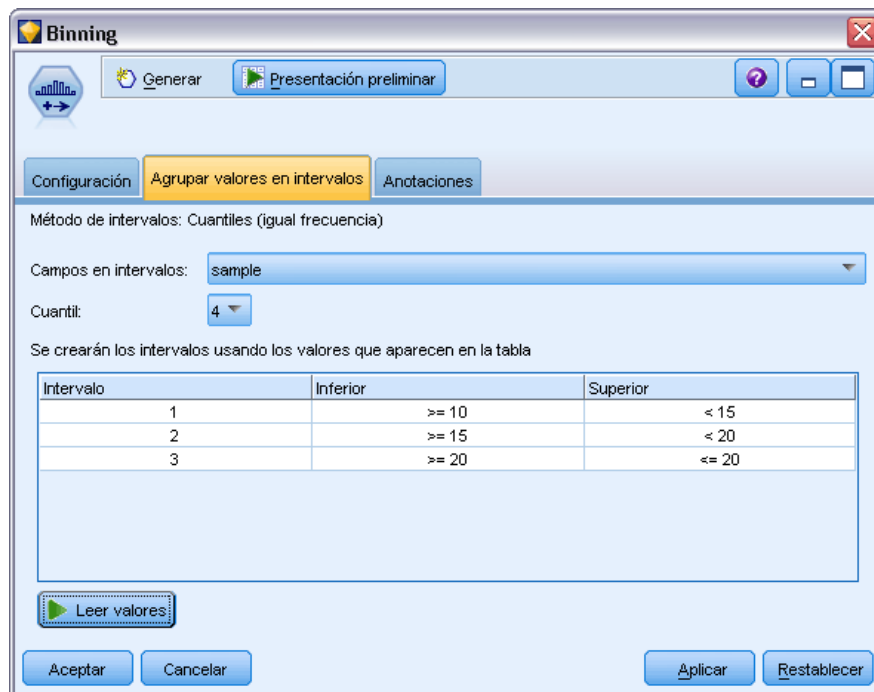 Binning
Generar Presentación preliminar
Configuración Agrupar valores en intervalos Anotaciones
Método de intervalos: Cuantiles (igual frecuencia)
Campos en intervalos: sample
Cuantil: 4
Se crearán los intervalos usando los valores que aparecen en la tabla
Intervalo Inferior Superior
1 >= 10 < 15
2 >= 15 < 20
3 >= 20 <= 20
Leer valores
Aceptar Cancelar Aplicar Restablecer